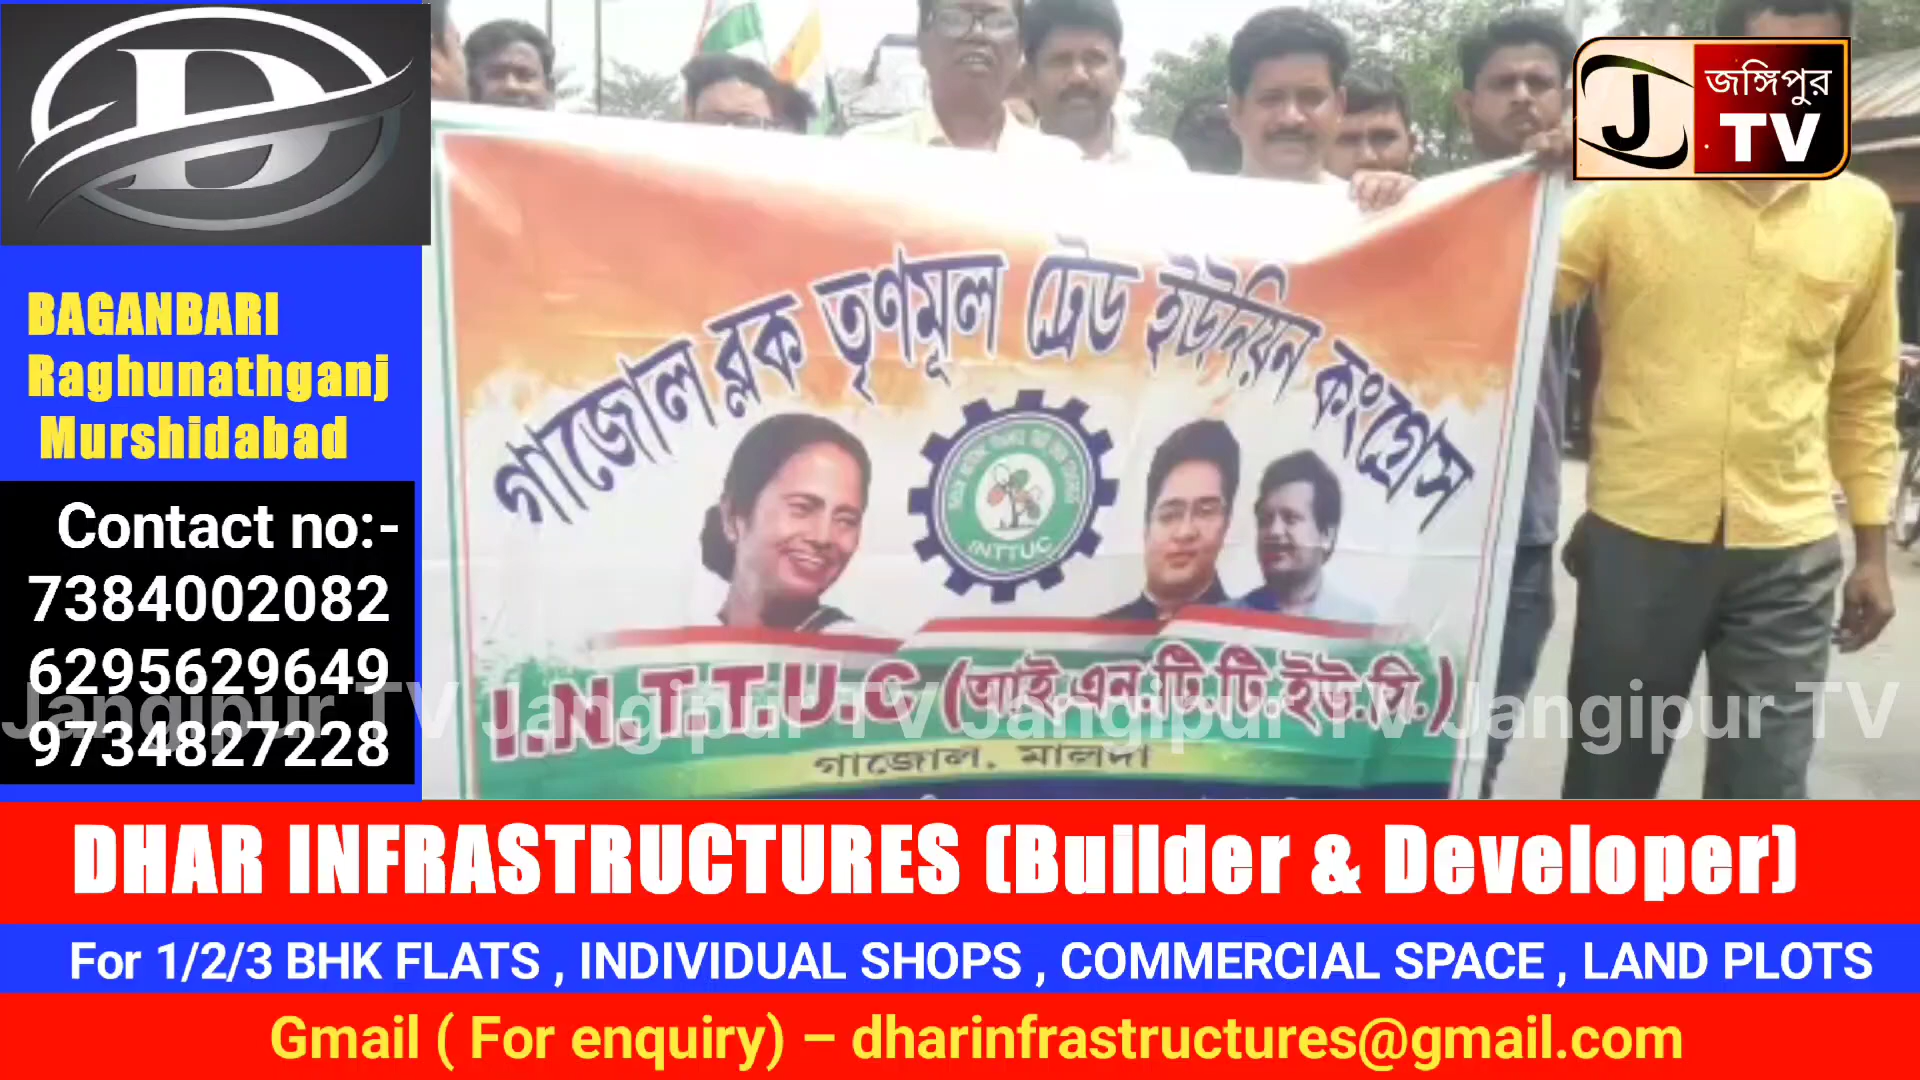 D
BAGANBARI
Raghunathganj
Murshidabad
Contact no:-
7384002082
6295629649
9734827228
জঙ্গিপুর
J TV
গাজোল ব্লক তৃণমূল ট্রেড ইউনিয়ন কংগ্রেস
INTTUC
I.N.T.T.U.C (আই.এন.টি.টি.ইউ.সি.)
গাজোল, মালদা
Jangipur TV Jangipur TV Jangipur TV Jangipur TV
DHAR INFRASTRUCTURES (Builder & Developer)
For 1/2/3 BHK FLATS , INDIVIDUAL SHOPS , COMMERCIAL SPACE , LAND PLOTS
Gmail ( For enquiry) – dharinfrastructures@gmail.com